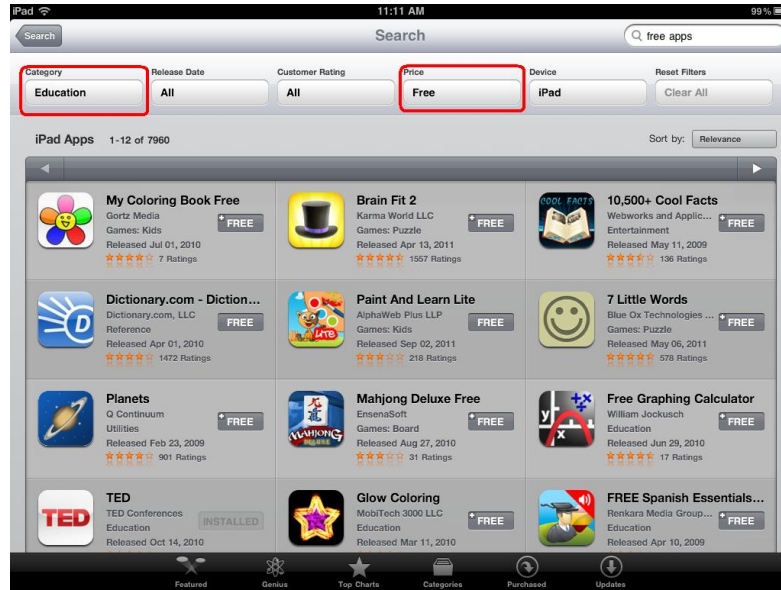 iPad 11:11 AM 99%
Search Search free apps
Category Release Date Customer Rating Price Device Reset Filters
Education All All Free iPad Clear All
iPad Apps 1-12 of 7960 Sort by: Relevance
My Coloring Book Free
Gortz Media
Games: Kids
Released Jul 01, 2010
7 Ratings
FREE
Brain Fit 2
Karma World LLC
Games: Puzzle
Released Apr 13, 2011
1557 Ratings
FREE
COOL FACTS
10,500+ Cool Facts
Webworks and Applic...
Entertainment
Released May 11, 2009
136 Ratings
FREE
D
Dictionary.com - Diction...
Dictionary.com, LLC
Reference
Released Apr 01, 2010
1472 Ratings
FREE
LITE
Paint And Learn Lite
AlphaWeb Plus LLP
Games: Kids
Released Sep 02, 2011
218 Ratings
FREE
7 Little Words
Blue Ox Technologies ...
Games: Puzzle
Released May 06, 2011
578 Ratings
FREE
Planets
Q Continuum
Utilities
Released Feb 23, 2009
901 Ratings
FREE
MAHJONG
DELUXE
Mahjong Deluxe Free
EnsenaSoft
Games: Board
Released Aug 27, 2010
31 Ratings
FREE
y
x
Free Graphing Calculator
William Jockusch
Education
Released Jun 29, 2010
17 Ratings
FREE
TED
TED
TED Conferences
Education
Released Oct 14, 2010
INSTALLED
Glow Coloring
MobiTech 3000 LLC
Education
Released Mar 11, 2010
FREE
FREE Spanish Essentials...
Renkara Media Group...
Education
Released Apr 10, 2009
FREE
Featured Genius Top Charts Categories Purchased Updates